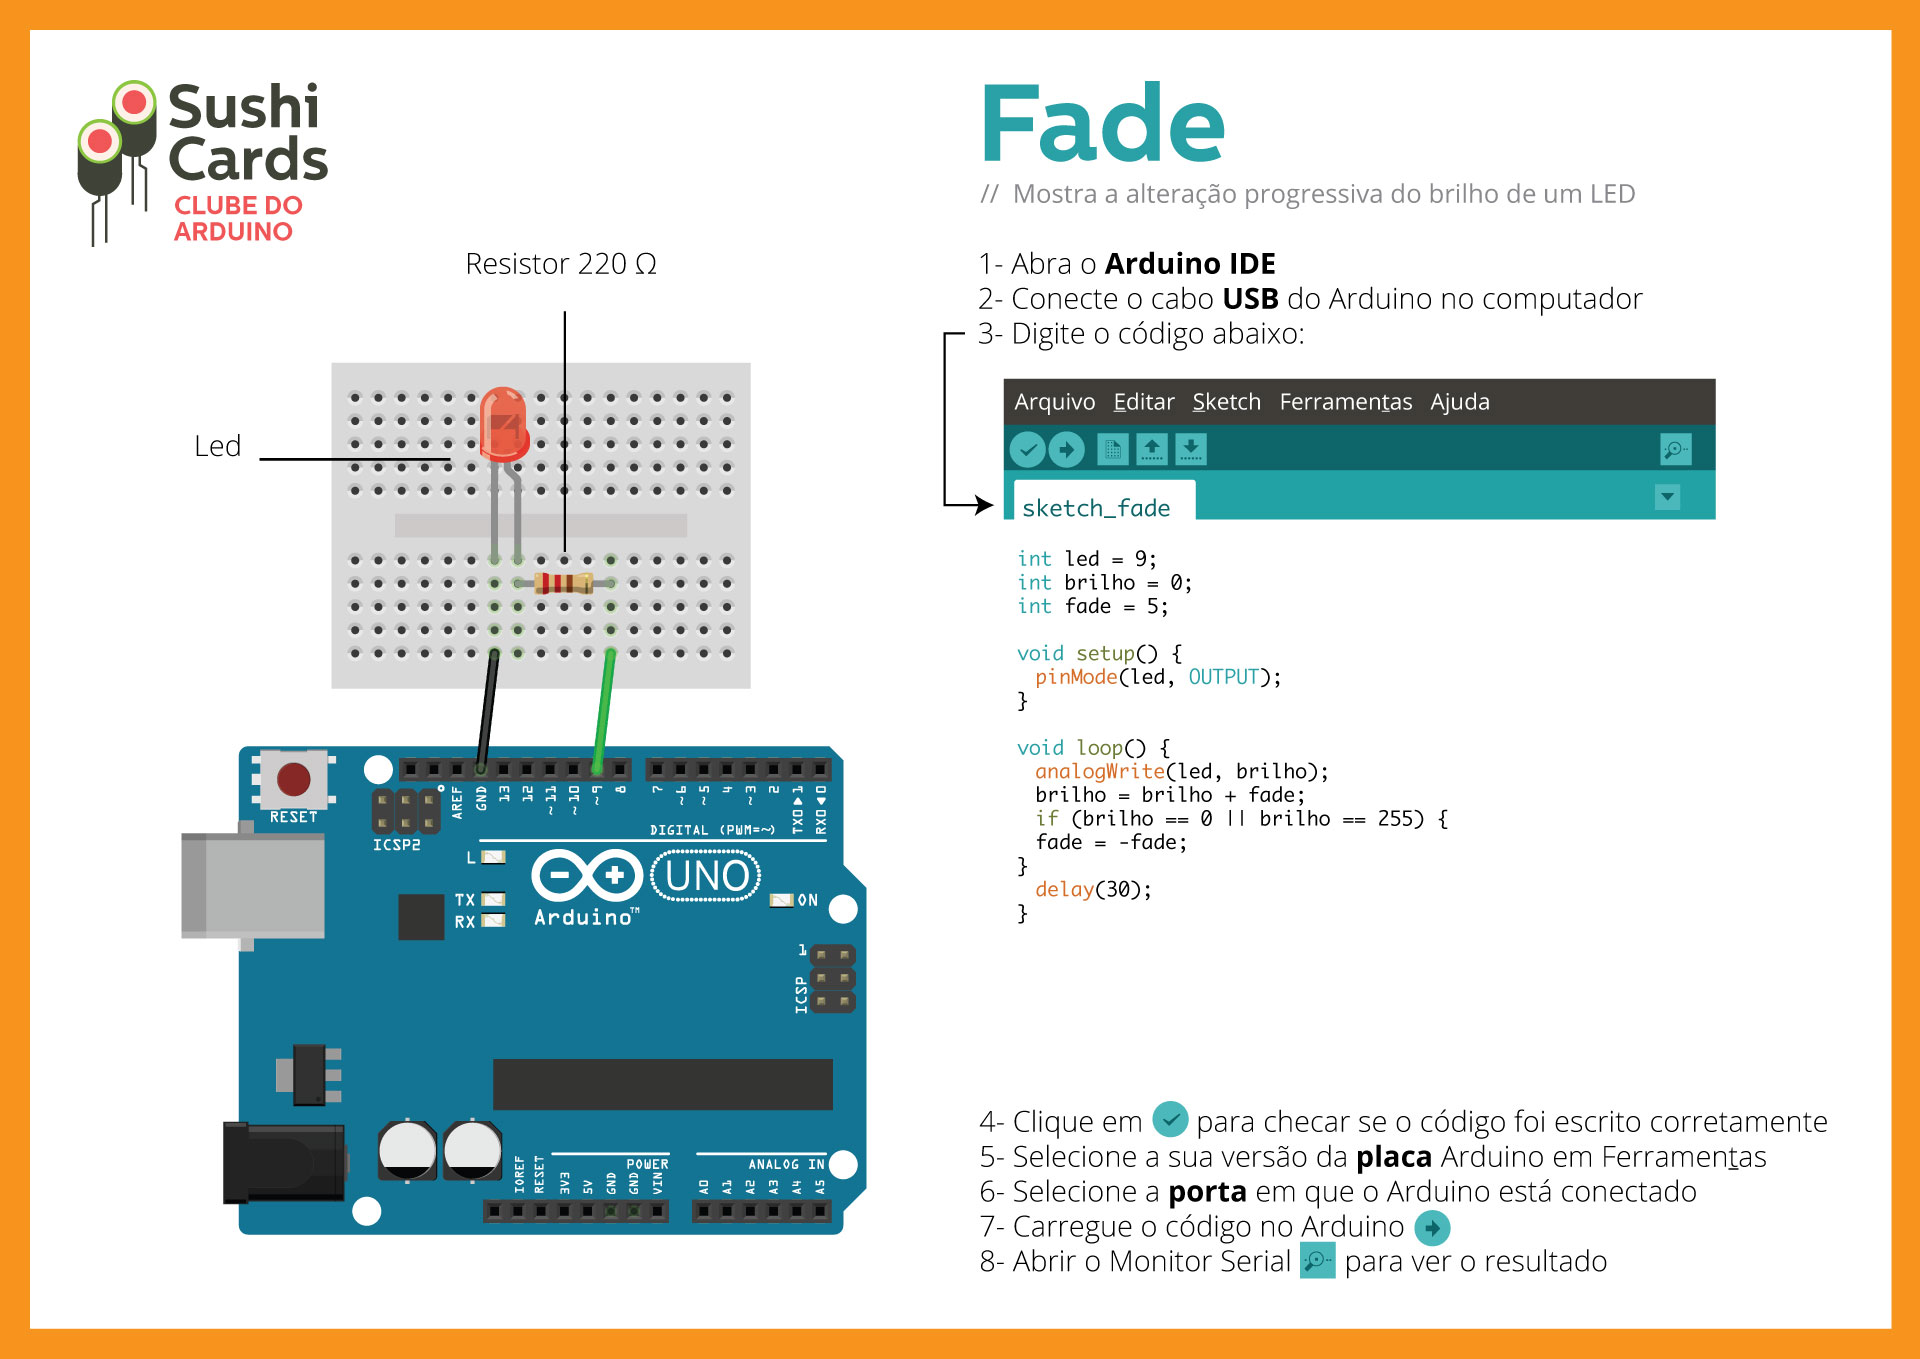 Sushi
Cards
CLUBE DO
ARDUINO
Fade
// Mostra a alteração progressiva do brilho de um LED
Resistor 220 Ω
Led
1- Abra o Arduino IDE
2- Conecte o cabo USB do Arduino no computador
3- Digite o código abaixo:
Arquivo Editar Sketch Ferramentas Ajuda
sketch_fade
int led = 9;
int brilho = 0;
int fade = 5;
void setup() {
pinMode(led, OUTPUT);
}
void loop() {
analogWrite(led, brilho);
brilho = brilho + fade;
if (brilho == 0 || brilho == 255) {
fade = -fade;
}
delay(30);
}
RESET
ICSP2
AREF
GND
13
12
~11
~10
~9
8
7
~6
~5
4
~3
2
TX0▶1
RX0◀0
DIGITAL (PWM=~)
L
TX
RX
Arduino™
UNO
ON
1
ICSP
POWER
ANALOG IN
IOREF
RESET
3V3
5V
GND
GND
VIN
A0
A1
A2
A3
A4
A5
4- Clique em para checar se o código foi escrito corretamente
5- Selecione a sua versão da placa Arduino em Ferramentas
6- Selecione a porta em que o Arduino está conectado
7- Carregue o código no Arduino
8- Abrir o Monitor Serial para ver o resultado